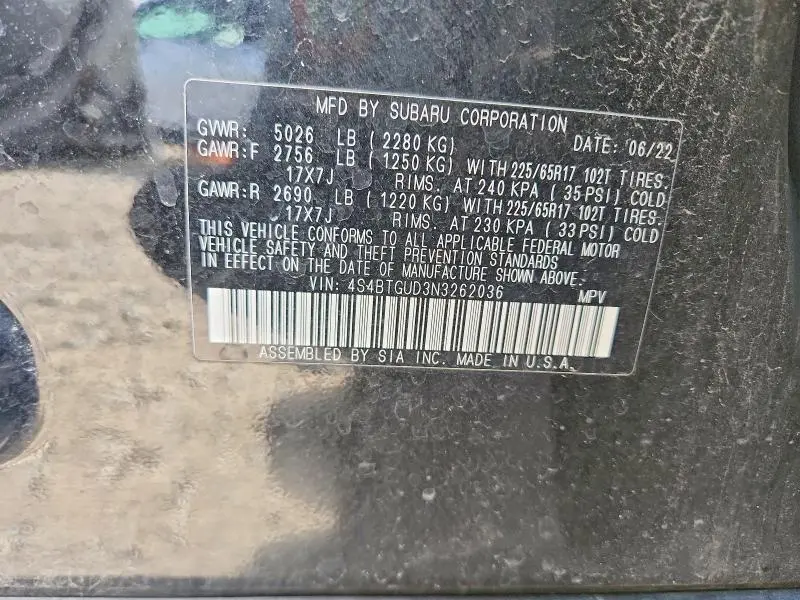 MFD BY SUBARU CORPORATION
GVWR: 5026 LB ( 2280 KG) DATE: '06/22
GAWR:F 2756 LB ( 1250 KG) WITH 225/65R17 102T TIRES.
17X7J RIMS. AT 240 KPA ( 35 PSI) COLD
GAWR:R 2690 LB ( 1220 KG) WITH 225/65R17 102T TIRES.
17X7J RIMS. AT 230 KPA ( 33 PSI) COLD
THIS VEHICLE CONFORMS TO ALL APPLICABLE FEDERAL MOTOR
VEHICLE SAFETY AND THEFT PREVENTION STANDARDS
IN EFFECT ON THE DATE OF MANUFACTURE SHOWN ABOVE.
VIN: 4S4BTGUD3N3262036 MPV
ASSEMBLED BY SIA INC. MADE IN U.S.A.